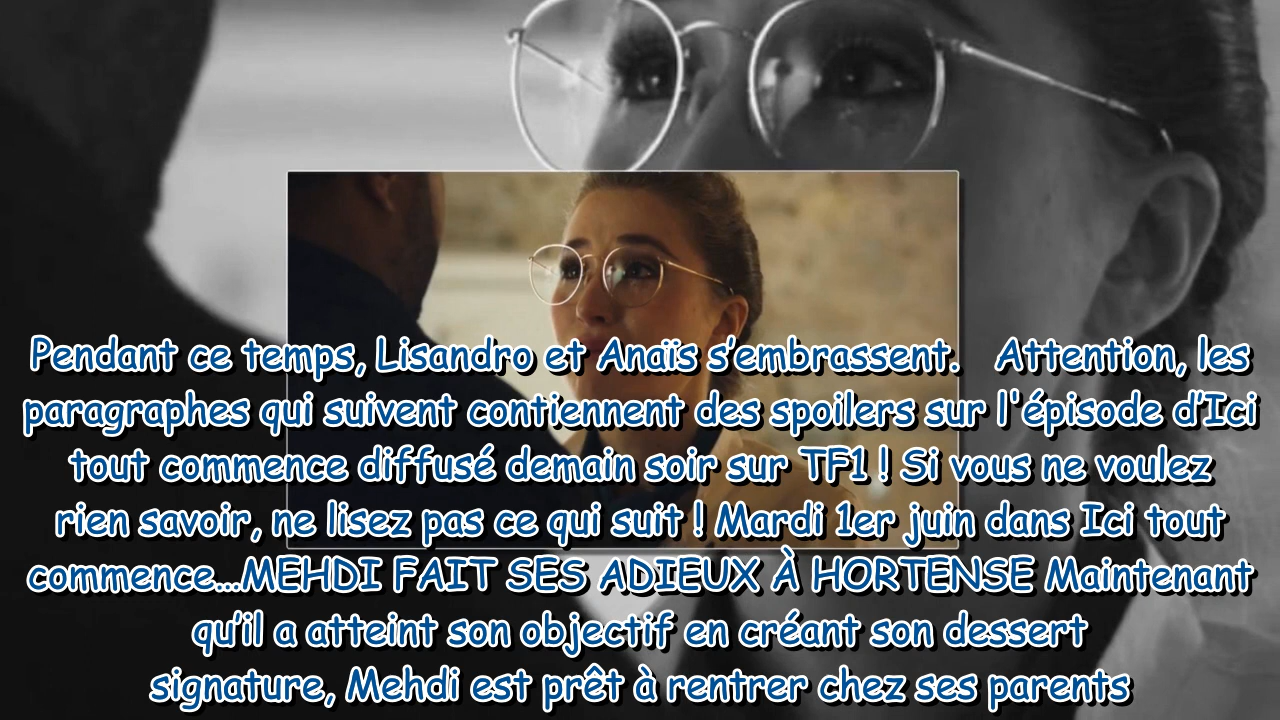 Pendant ce temps, Lisandro et Anaïs s’embrassent.   Attention, les
paragraphes qui suivent contiennent des spoilers sur l'épisode d’Ici
tout commence diffusé demain soir sur TF1 ! Si vous ne voulez
rien savoir, ne lisez pas ce qui suit ! Mardi 1er juin dans Ici tout
commence…MEHDI FAIT SES ADIEUX À HORTENSE Maintenant
qu’il a atteint son objectif en créant son dessert
signature, Mehdi est prêt à rentrer chez ses parents